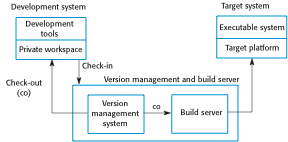 Development system
Target system
Development
tools
Private workspace
Executable system
Target platform
Check-out
(co)
Check-in
Version management and build server
Version
management
system
co
Build server